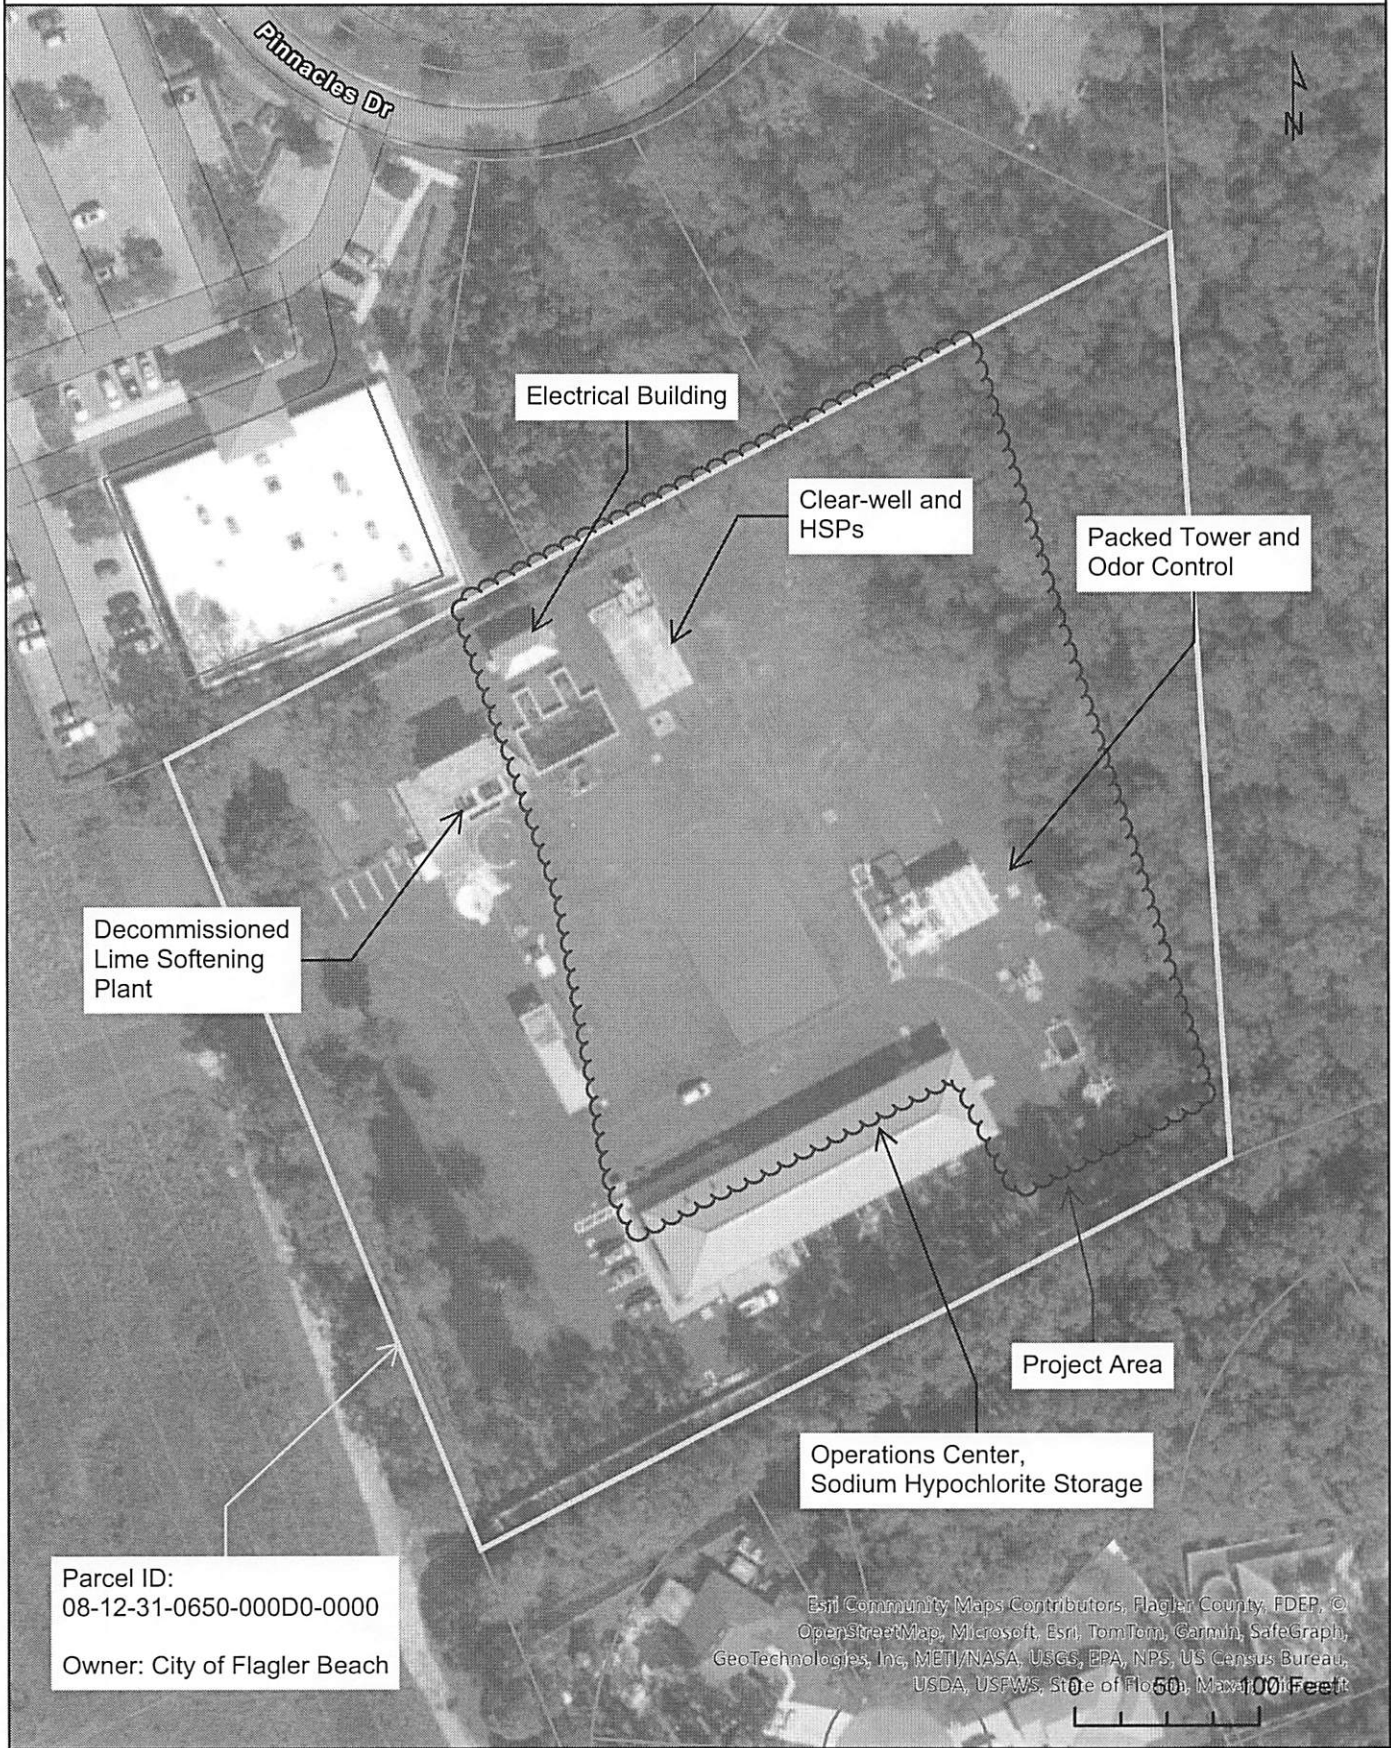 Pinnacles Dr
N
Electrical Building
Clear-well and
HSPs
Packed Tower and
Odor Control
Decommissioned
Lime Softening
Plant
Project Area
Operations Center,
Sodium Hypochlorite Storage
Parcel ID:
08-12-31-0650-000D0-0000
Owner: City of Flagler Beach
Esri Community Maps Contributors, Flagler County, FDEP, ©
OpenStreetMap, Microsoft, Esri, TomTom, Garmin, SafeGraph,
GeoTechnologies, Inc, METI/NASA, USGS, EPA, NPS, US Census Bureau,
USDA, USFWS, State of Florida, Maxar, Microsoft
0 50 100 Feet